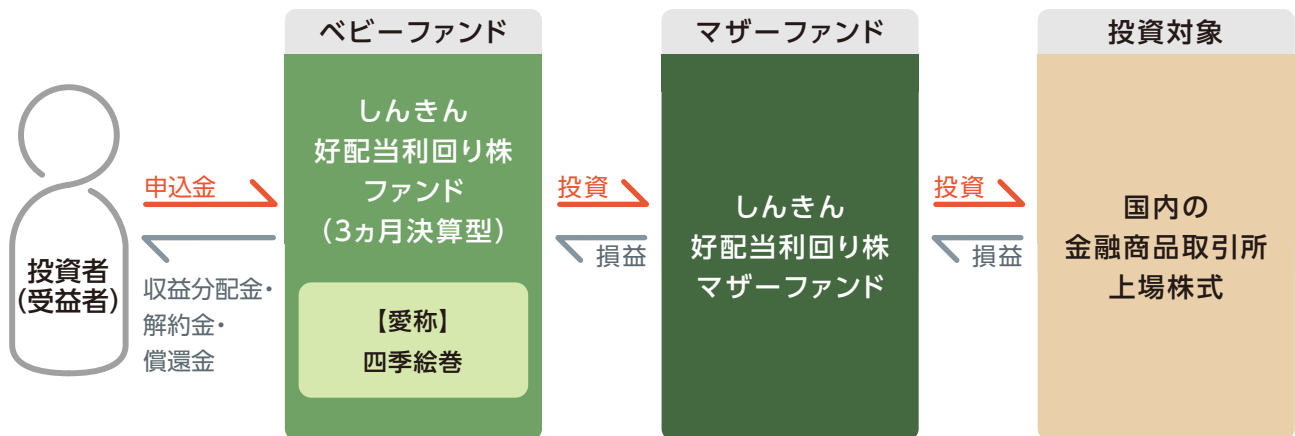 ベビーファンド
マザーファンド
投資対象
投資者
(受益者)
申込金
収益分配金・
解約金・
償還金
しんきん
好配当利回り株
ファンド
(3ヵ月決算型)
【愛称】
四季絵巻
投資
損益
しんきん
好配当利回り株
マザーファンド
投資
損益
国内の
金融商品取引所
上場株式